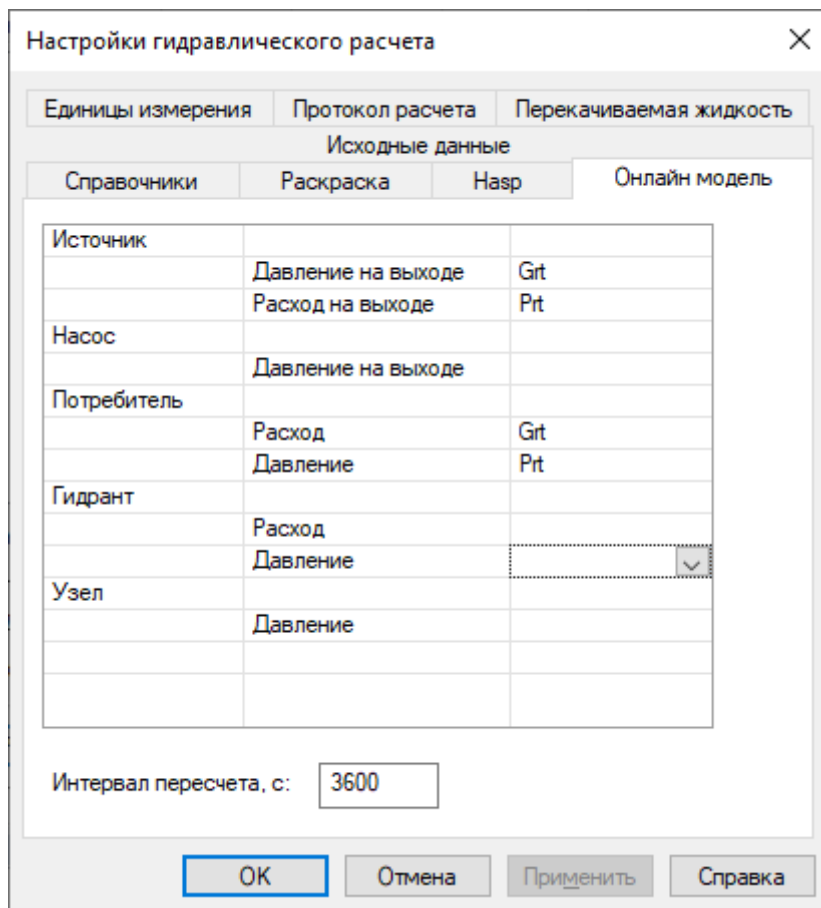 Настройки гидравлического расчета
Единицы измерения Протокол расчета Перекачиваемая жидкость
Исходные данные
Справочники Раскраска Hasp Онлайн модель
Источник
Давление на выходе Grt
Расход на выходе Prt
Насос
Давление на выходе
Потребитель
Расход Grt
Давление Prt
Гидрант
Расход
Давление
Узел
Давление
Интервал пересчета, с: 3600
OK Отмена Применить Справка